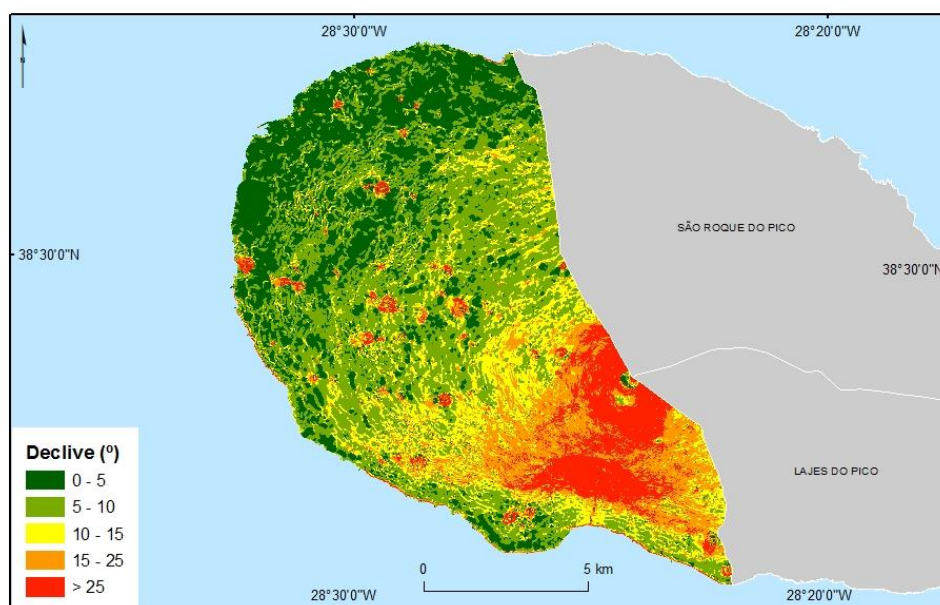 28°30'0"W
28°20'0"W
N
SÃO ROQUE DO PICO
38°30'0"N
38°30'0"N
LAJES DO PICO
Declive (º)
0 - 5
5 - 10
10 - 15
15 - 25
> 25
0
5 km
28°30'0"W
28°20'0"W